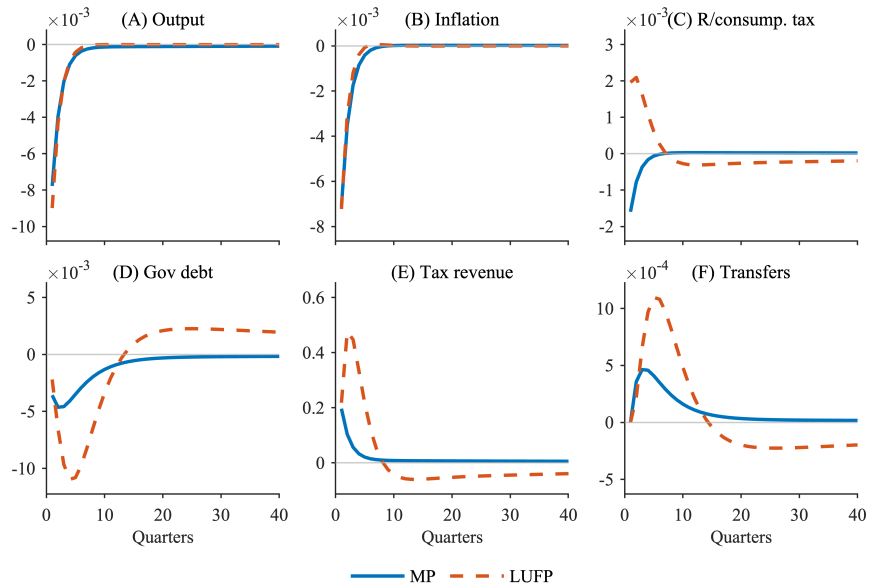 ×10⁻³ (A) Output
0
-2
-4
-6
-8
-10
0 10 20 30 40
×10⁻³ (B) Inflation
0
-2
-4
-6
-8
0 10 20 30 40
×10⁻³ (C) R/consump. tax
3
2
1
0
-1
-2
0 10 20 30 40
×10⁻³ (D) Gov debt
5
0
-5
-10
0 10 20 30 40
Quarters
(E) Tax revenue
0.6
0.4
0.2
0
0 10 20 30 40
Quarters
×10⁻⁴ (F) Transfers
10
5
0
-5
0 10 20 30 40
Quarters
MP LUFP